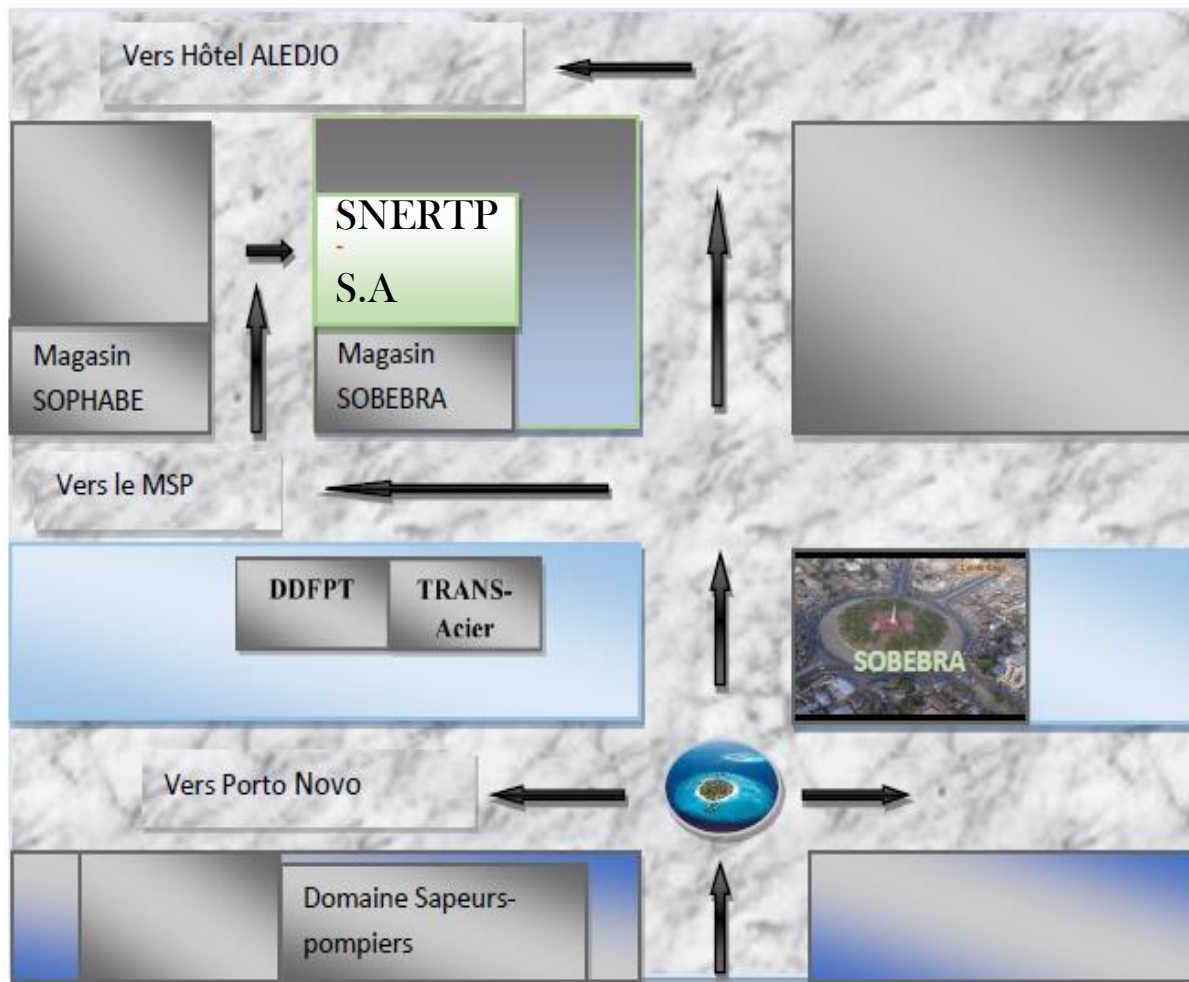 Vers Hôtel ALEDJO
SNERTP
-
S.A
Magasin
SOPHABE
Magasin
SOBEBRA
Vers le MSP
DDFPT
TRANS-
Acier
SOBEBRA
Vers Porto Novo
Domaine Sapeurs-
pompiers